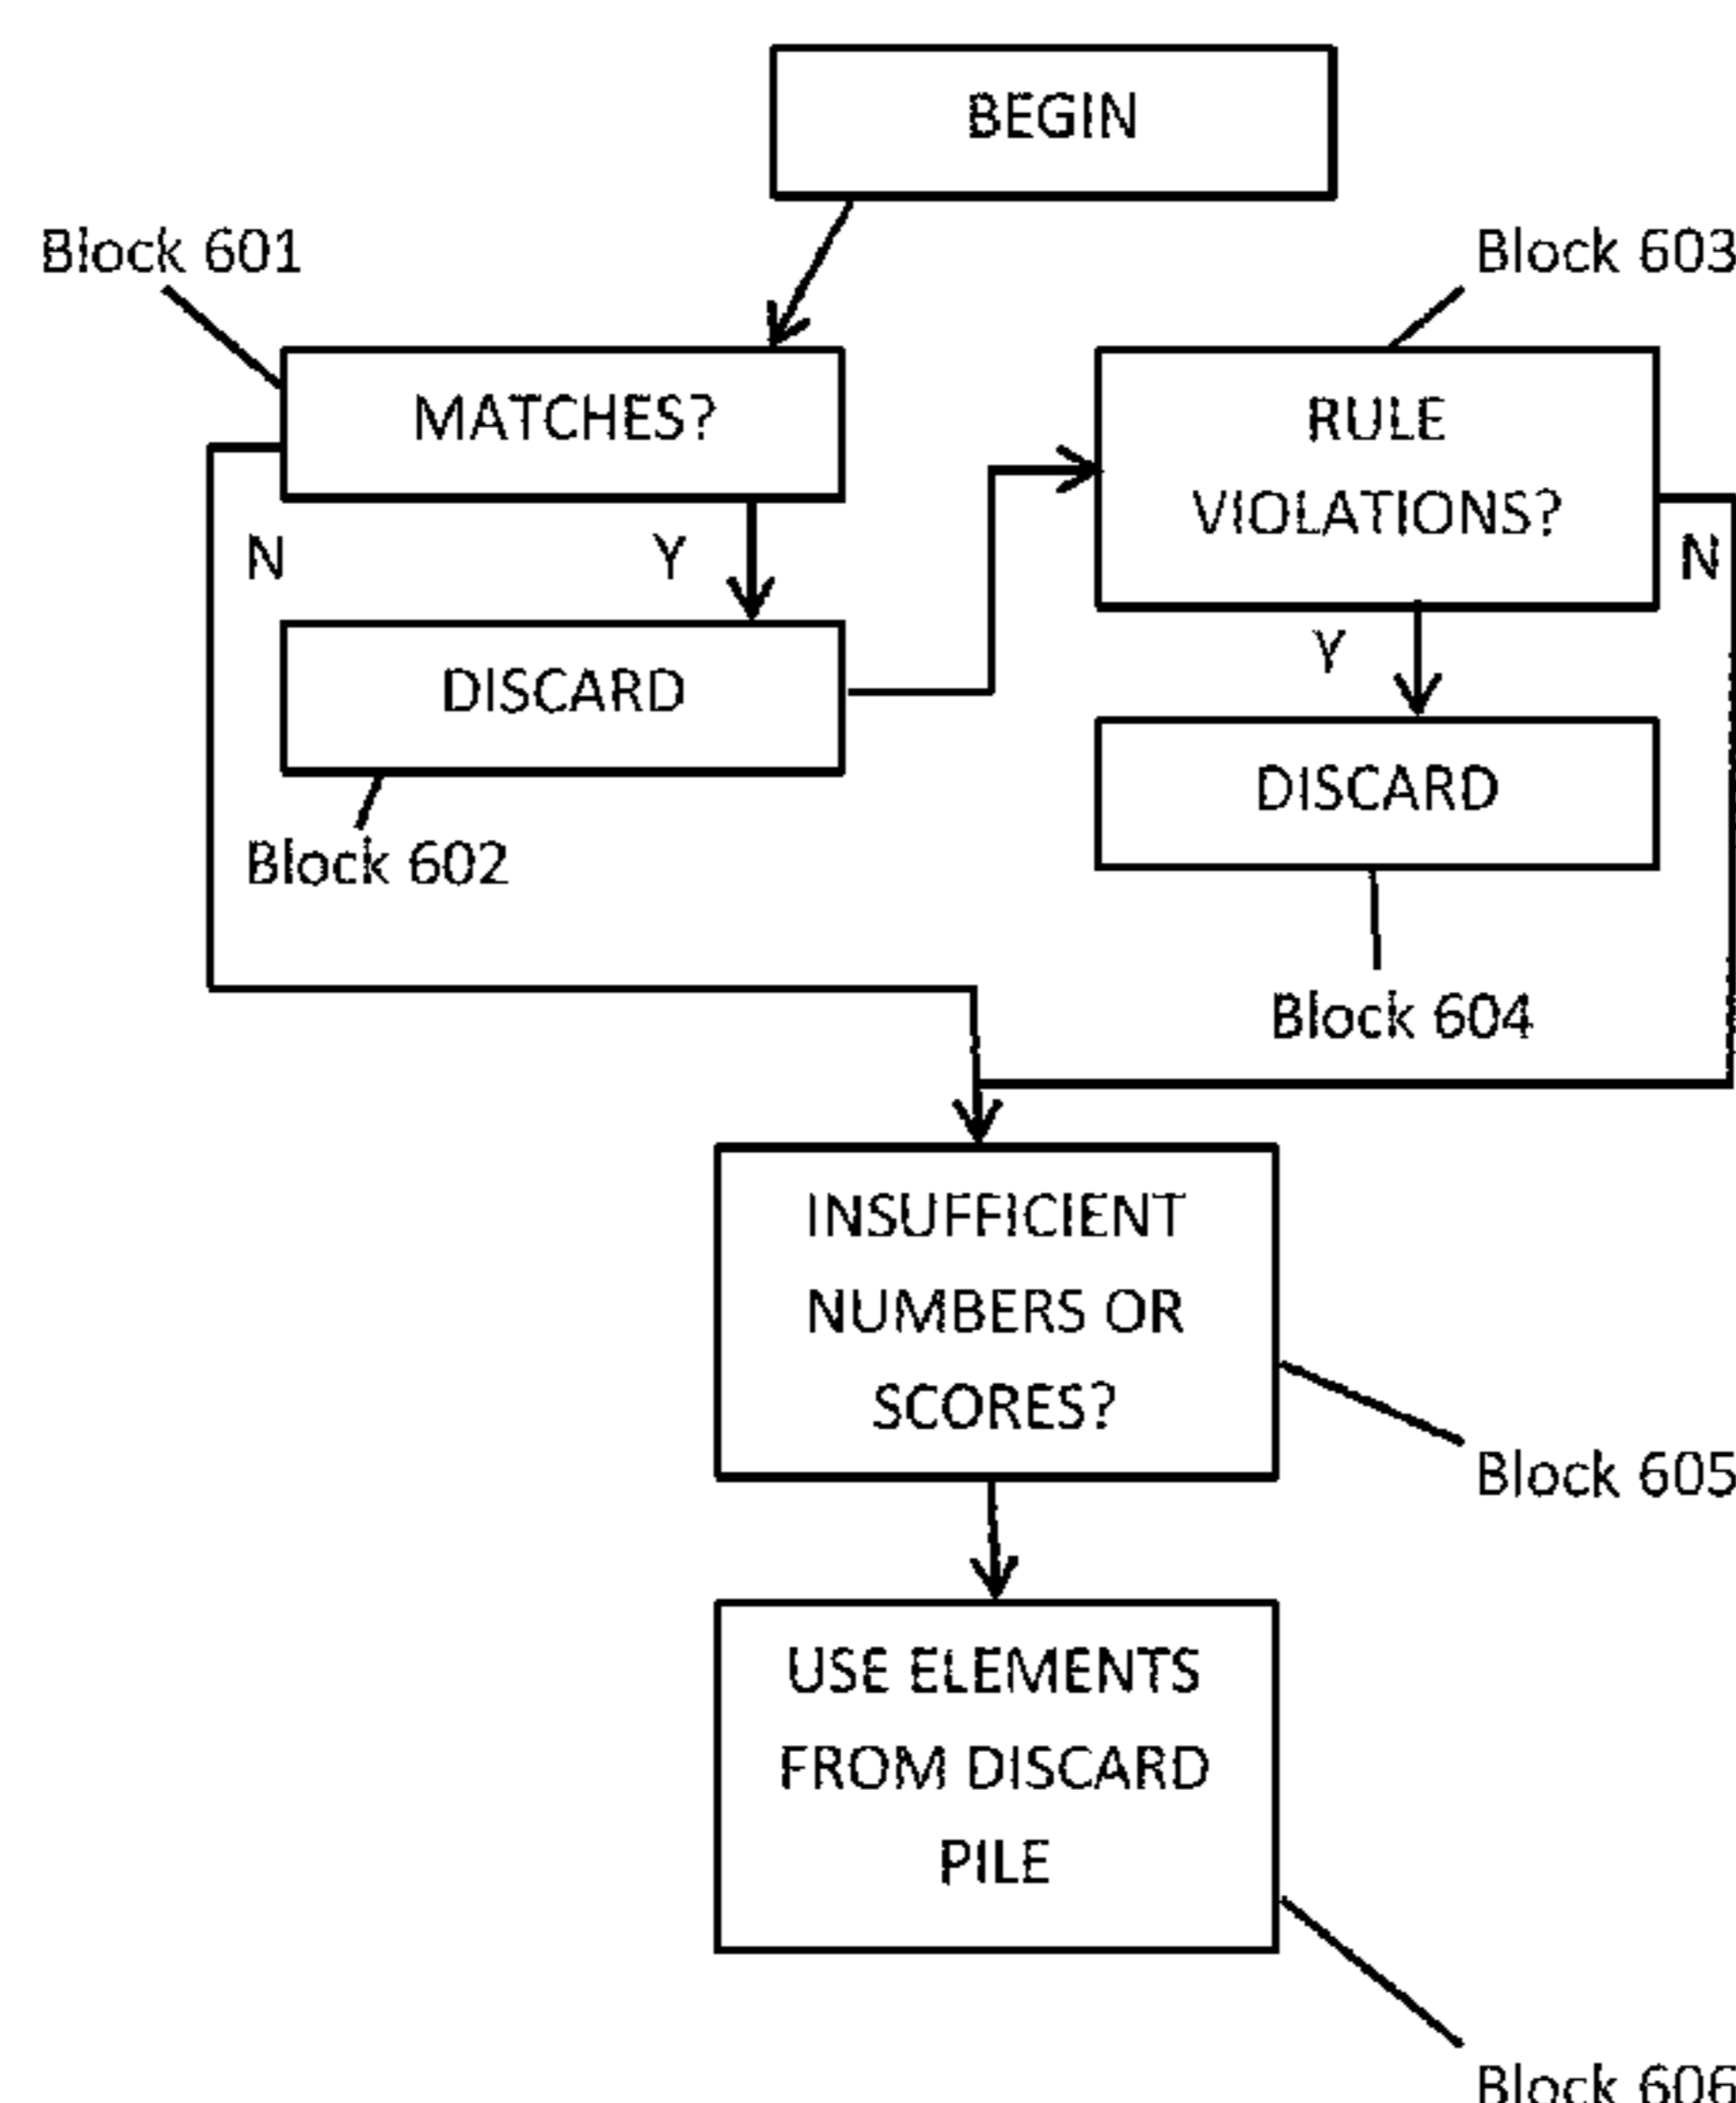 BEGIN
Block 601
Block 603
MATCHES?
RULE
VIOLATIONS?
N
Y
N
Y
DISCARD
DISCARD
Block 602
Block 604
INSUFFICIENT
NUMBERS OR
SCORES?
Block 605
USE ELEMENTS
FROM DISCARD
PILE
Block 606